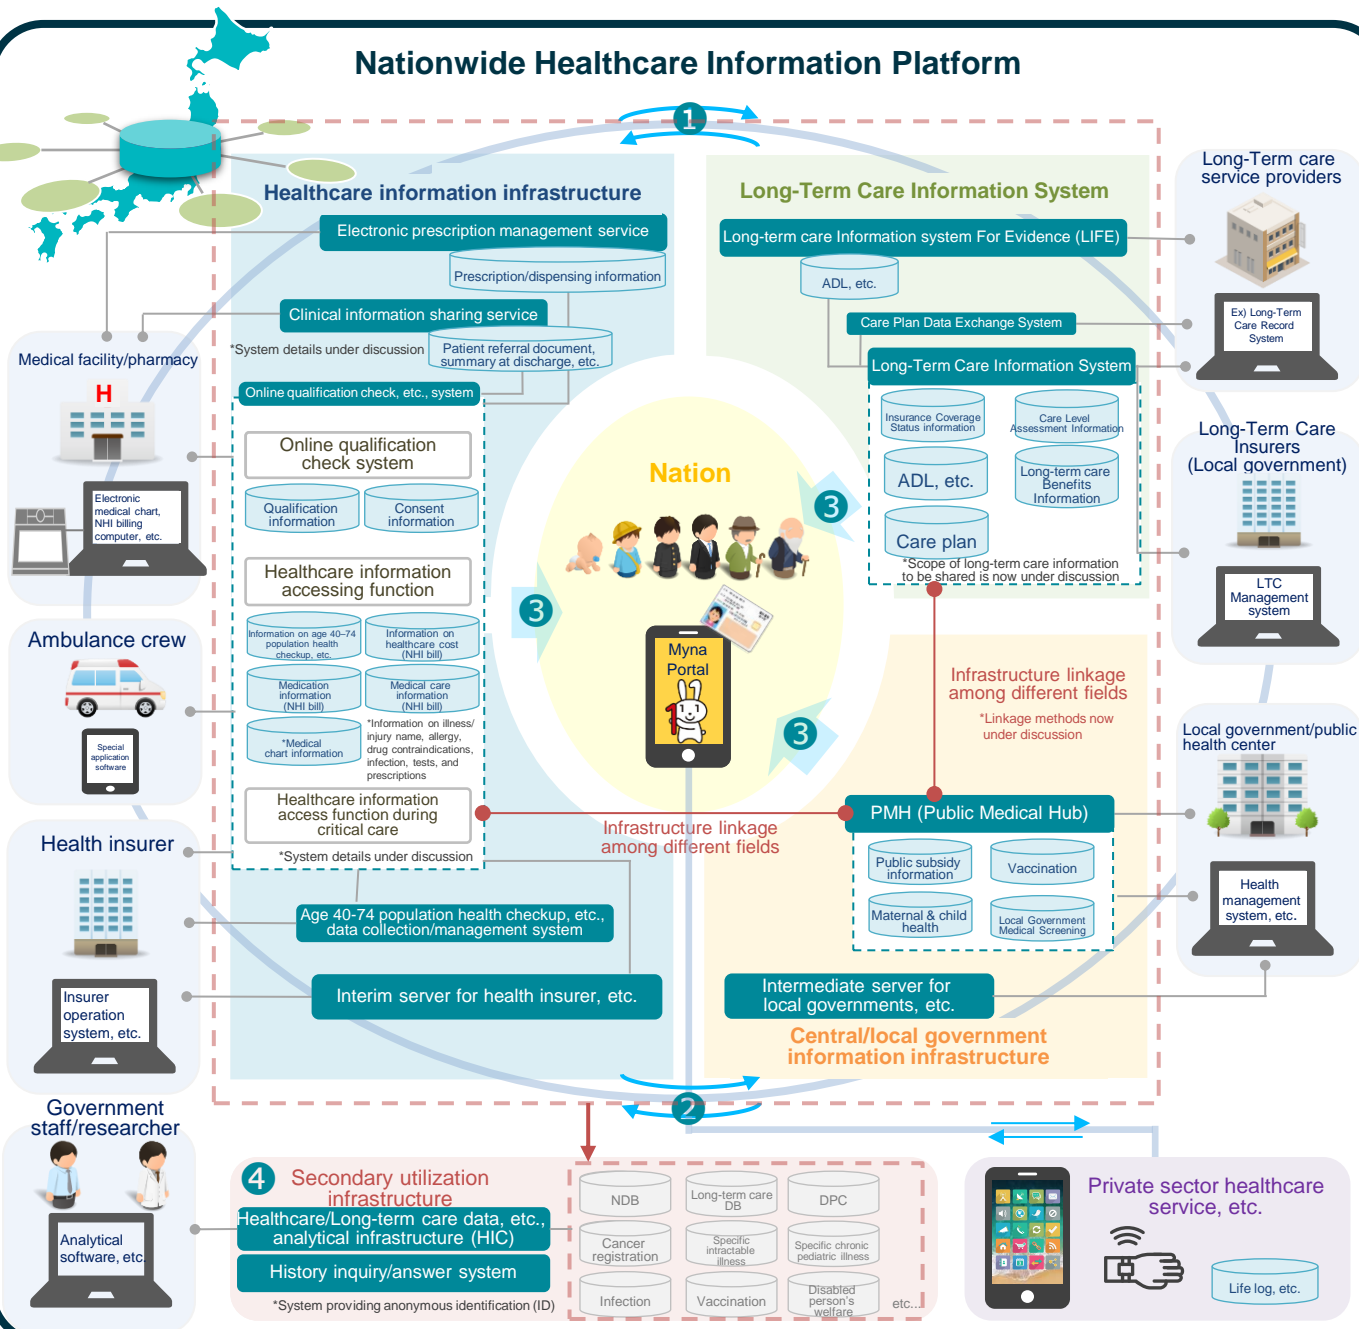 Nationwide Healthcare Information Platform
1
Healthcare information infrastructure
Electronic prescription management service
Prescription/dispensing information
Clinical information sharing service
*System details under discussion
Patient referral document,
summary at discharge, etc.
Online qualification check, etc., system
Online qualification
check system
Qualification
information
Consent
information
Healthcare information
accessing function
Information on age 40–74
population health
checkup, etc.
Information on
healthcare cost
(NHI bill)
Medication
information
(NHI bill)
Medical care
information
(NHI bill)
*Medical
chart information
*Information on illness/
injury name, allergy,
drug contraindications,
infection, tests, and
prescriptions
Healthcare information
access function during
critical care
*System details under discussion
Age 40-74 population health checkup, etc.,
data collection/management system
Interim server for health insurer, etc.
Medical facility/pharmacy
H
Electronic
medical chart,
NHI billing
computer, etc.
Ambulance crew
Special
application
software
Health insurer
Insurer
operation
system, etc.
Government
staff/researcher
Analytical
software, etc.
Nation
3
3
3
Myna
Portal
1
Long-Term Care Information System
Long-term care Information system For Evidence (LIFE)
ADL, etc.
Care Plan Data Exchange System
Long-Term Care Information System
Insurance Coverage
Status information
Care Level
Assessment Information
ADL, etc.
Long-term care
Benefits
Information
Care plan
*Scope of long-term care information
to be shared is now under discussion
Infrastructure linkage
among different fields
*Linkage methods now
under discussion
Infrastructure linkage
among different fields
PMH (Public Medical Hub)
Public subsidy
information
Vaccination
Maternal & child
health
Local Government
Medical Screening
Intermediate server for
local governments, etc.
Central/local government
information infrastructure
Long-Term care
service providers
Ex) Long-Term
Care Record
System
Long-Term Care
Insurers
(Local government)
LTC
Management
system
Local government/public
health center
Health
management
system, etc.
2
4
Secondary utilization
infrastructure
Healthcare/Long-term care data, etc.,
analytical infrastructure (HIC)
History inquiry/answer system
*System providing anonymous identification (ID)
NDB
Long-term care
DB
DPC
Cancer
registration
Specific
intractable
illness
Specific chronic
pediatric illness
Infection
Vaccination
Disabled
person's
welfare
etc...
Private sector healthcare
service, etc.
Life log, etc.